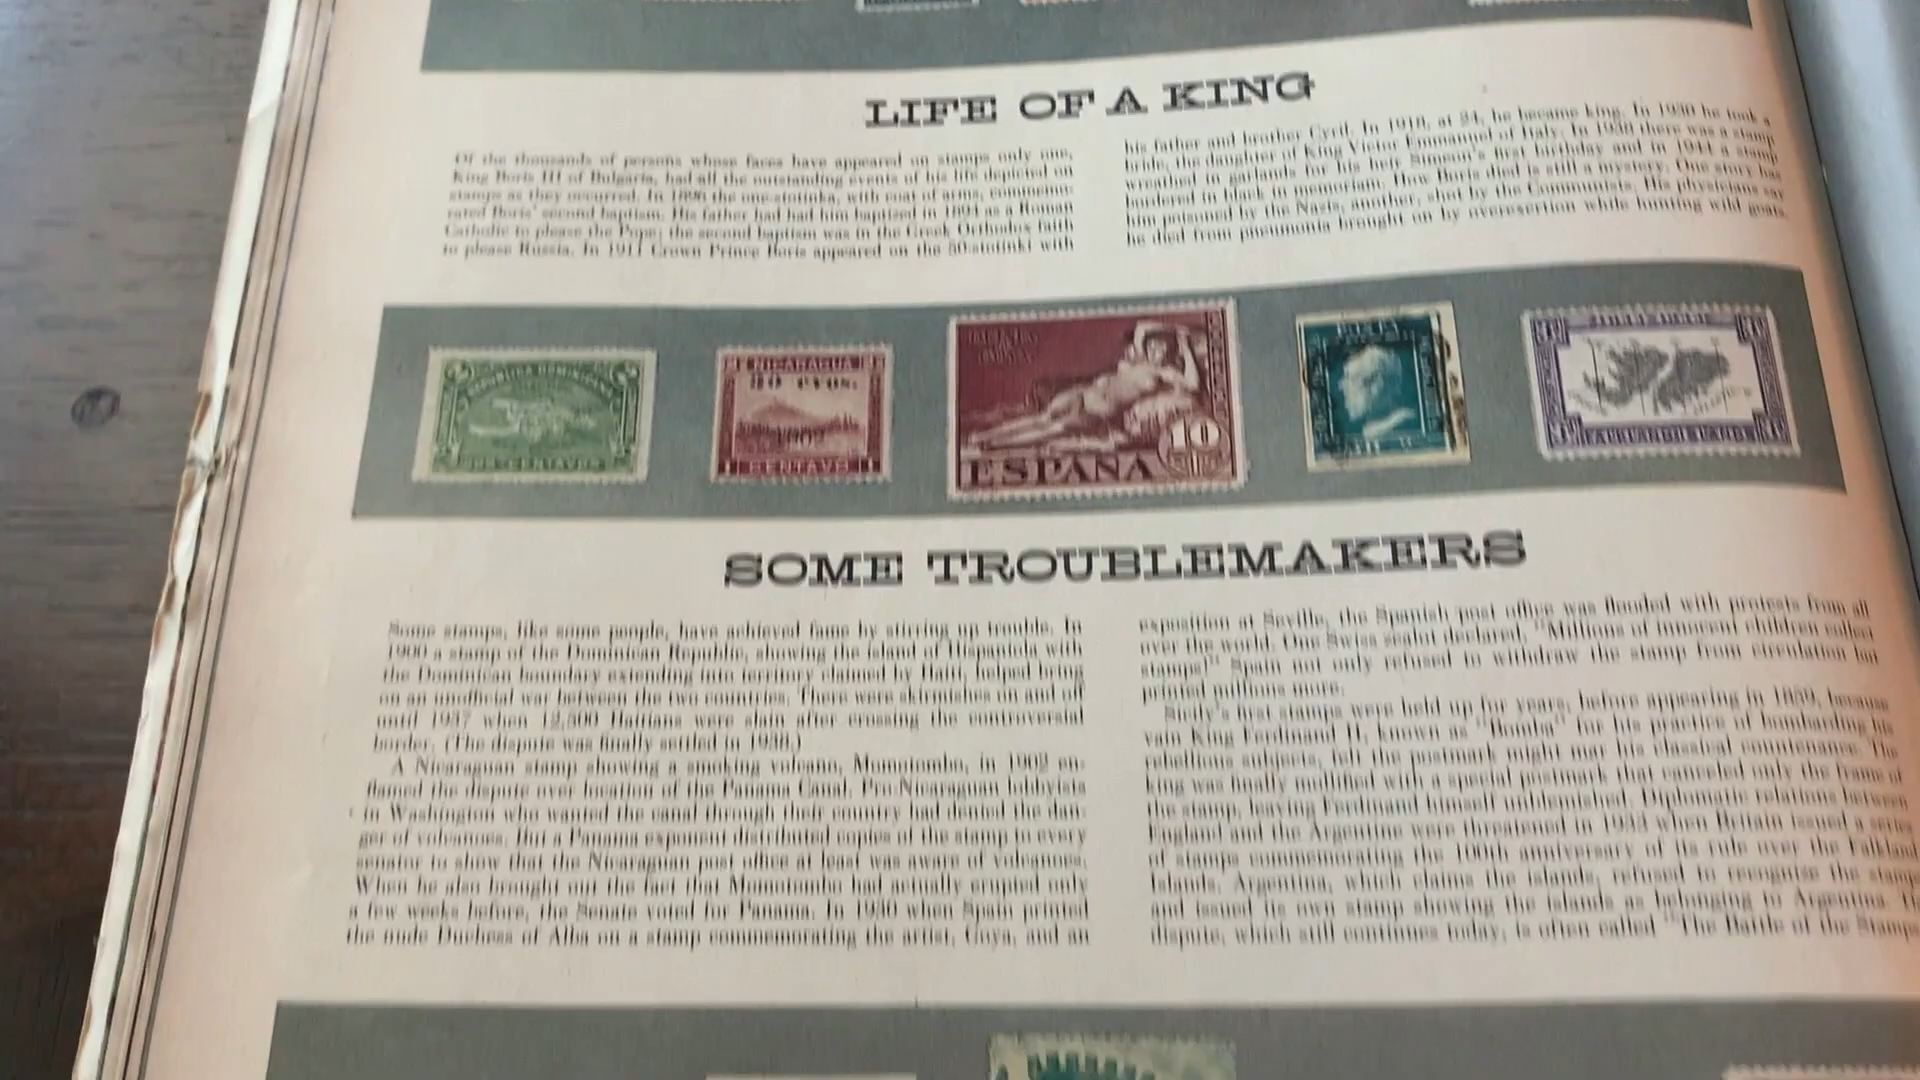 LIFE OF A KING
Of the thousands of persons whose faces have appeared on stamps only one,
King Boris III of Bulgaria, had all the outstanding events of his life depicted on
stamps as they occurred. In 1896 the one-stotinka, with coat of arms, commemo-
rated Boris' second baptism. His father had had him baptized in 1894 as a Roman
Catholic to please the Pope; the second baptism was in the Greek Orthodox faith
to please Russia. In 1911 Crown Prince Boris appeared on the 50-stotinki with
his father and brother Cyril. In 1918, at 24, he became king. In 1930 he took a
bride, the daughter of King Victor Emmanuel of Italy. In 1938 there was a stamp
wreathed in garlands for his heir Simeon's first birthday and in 1944 a stamp
bordered in black in memoriam. How Boris died is still a mystery. One story has
him poisoned by the Nazis, another, shot by the Communists. His physicians say
he died from pneumonia brought on by overexertion while hunting wild goats.
NICARAGUA
30 cvos.
1902
1 CENTAVO 1
10
ESPAÑA
SOME TROUBLEMAKERS
Some stamps, like some people, have achieved fame by stirring up trouble. In
1900 a stamp of the Dominican Republic, showing the island of Hispaniola with
the Dominican boundary extending into territory claimed by Haiti, helped bring
on an unofficial war between the two countries. There were skirmishes on and off
until 1937 when 12,500 Haitians were slain after crossing the controversial
border. (The dispute was finally settled in 1938.)
A Nicaraguan stamp showing a smoking volcano, Momotombo, in 1902 en-
flamed the dispute over location of the Panama Canal. Pro-Nicaraguan lobbyists
in Washington who wanted the canal through their country had denied the dan-
ger of volcanoes. But a Panama exponent distributed copies of the stamp to every
senator to show that the Nicaraguan post office at least was aware of volcanoes.
When he also brought out the fact that Momotombo had actually erupted only
a few weeks before, the Senate voted for Panama. In 1930 when Spain printed
the nude Duchess of Alba on a stamp commemorating the artist, Goya, and an
exposition at Seville, the Spanish post office was flooded with protests from all
over the world. One Swiss zealot declared, "Millions of innocent children collect
stamps!" Spain not only refused to withdraw the stamp from circulation but
printed millions more.
Sicily's first stamps were held up for years, before appearing in 1859, because
vain King Ferdinand II, known as "Bomba" for his practice of bombarding his
rebellious subjects, felt the postmark might mar his classical countenance. The
king was finally mollified with a special postmark that canceled only the frame of
the stamp, leaving Ferdinand himself unblemished. Diplomatic relations between
England and the Argentine were threatened in 1933 when Britain issued a series
of stamps commemorating the 100th anniversary of its rule over the Falkland
Islands. Argentina, which claims the islands, refused to recognize the stamps
and issued its own stamp showing the islands as belonging to Argentina. The
dispute, which still continues today, is often called "The Battle of the Stamps